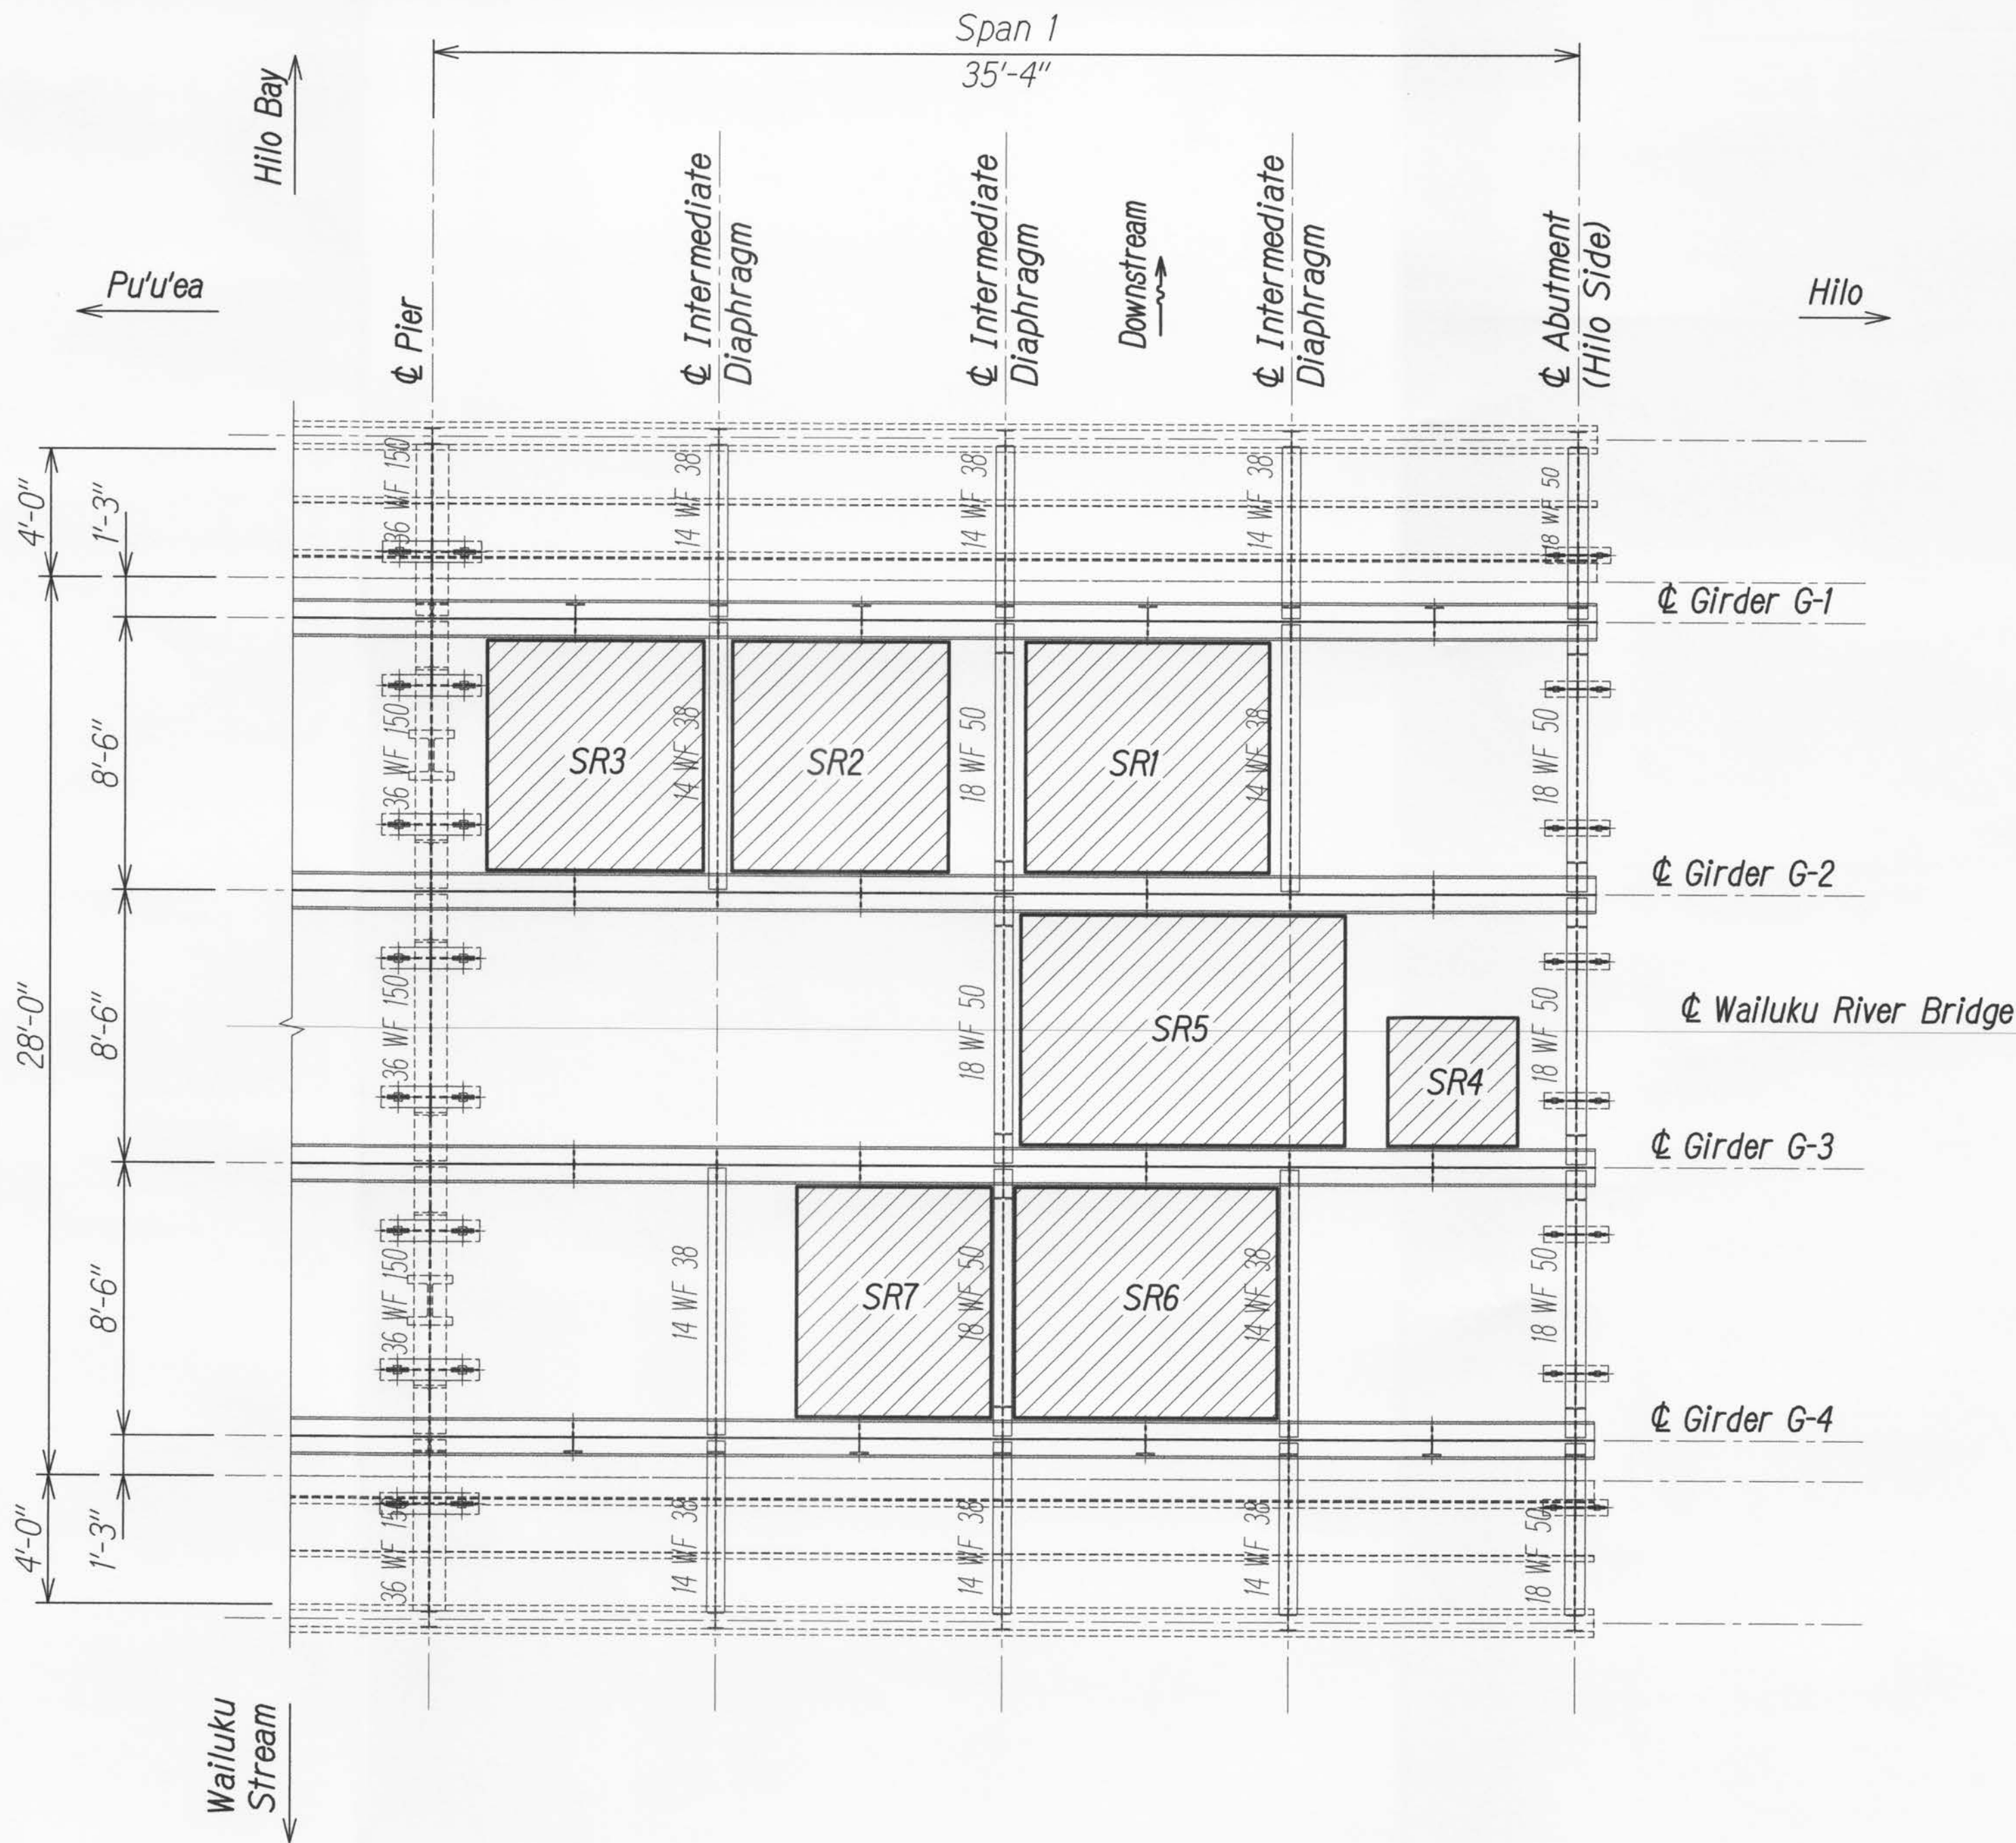 Span 1
35'-4"
Hilo Bay
Pu'u'ea
Hilo
℄ Pier
℄ Intermediate
Diaphragm
℄ Intermediate
Diaphragm
Downstream
℄ Intermediate
Diaphragm
℄ Abutment
(Hilo Side)
4'-0"
1'-3"
36 WF 150
14 WF 38
14 WF 38
14 WF 38
18 WF 50
℄ Girder G-1
8'-6"
36 WF 150
SR3
14 WF 38
SR2
18 WF 50
SR1
14 WF 38
18 WF 50
℄ Girder G-2
28'-0"
8'-6"
36 WF 150
18 WF 50
SR5
SR4
18 WF 50
℄ Wailuku River Bridge
℄ Girder G-3
8'-6"
36 WF 150
14 WF 38
SR7
18 WF 50
SR6
14 WF 38
18 WF 50
℄ Girder G-4
4'-0"
1'-3"
36 WF 150
14 WF 38
14 WF 38
14 WF 38
18 WF 50
Wailuku
Stream